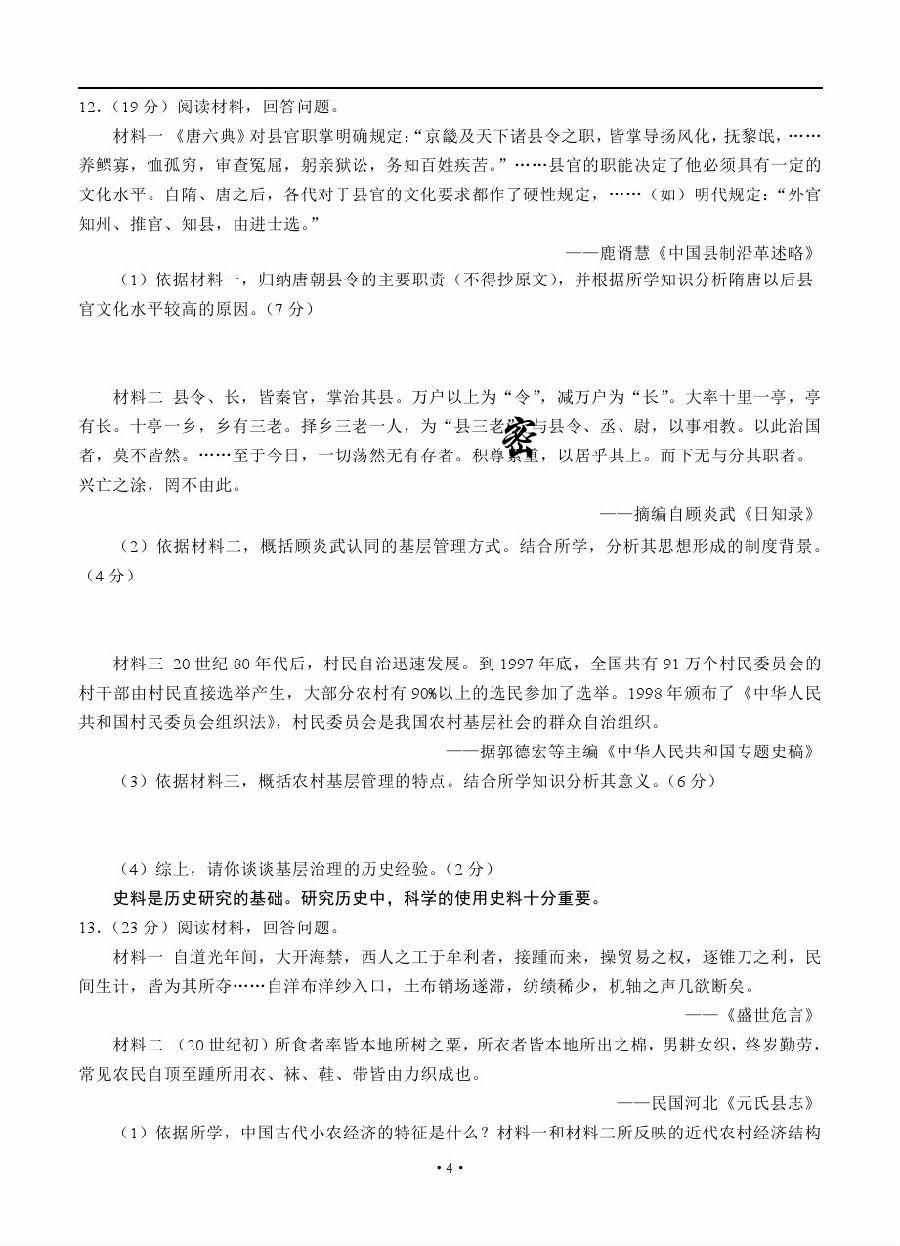 12.（19 分）阅读材料，回答问题。
材料一 《唐六典》对县官职掌明确规定：“京畿及天下诸县令之职，皆掌导扬风化，抚黎氓，……
养鳏寡，恤孤穷，审查冤屈，躬亲狱讼，务知百姓疾苦。”……县官的职能决定了他必须具有一定的
文化水平。自隋、唐之后，各代对于县官的文化要求都作了硬性规定，……（如）明代规定：“外官
知州、推官、知县，由进士选。”
——鹿谞慧《中国县制沿革述略》
（1）依据材料一，归纳唐朝县令的主要职责（不得抄原文），并根据所学知识分析隋唐以后县
官文化水平较高的原因。（7 分）
材料二 县令、长，皆秦官，掌治其县。万户以上为“令”，减万户为“长”。大率十里一亭，亭
有长。十亭一乡，乡有三老。择乡三老一人，为“县三老 与县令、丞、尉，以事相教。以此治国
者，莫不皆然。……至于今日，一切荡然无有存者。积尊累重，以居乎其上。而下无与分其职者。
密
兴亡之涂，罔不由此。
——摘编自顾炎武《日知录》
（2）依据材料二，概括顾炎武认同的基层管理方式。结合所学，分析其思想形成的制度背景。
（4 分）
材料三 20 世纪 80 年代后，村民自治迅速发展。到 1997 年底，全国共有 91 万个村民委员会的
村干部由村民直接选举产生，大部分农村有 90%以上的选民参加了选举。1998 年颁布了《中华人民
共和国村民委员会组织法》，村民委员会是我国农村基层社会的群众自治组织。
——据郭德宏等主编《中华人民共和国专题史稿》
（3）依据材料三，概括农村基层管理的特点。结合所学知识分析其意义。（6 分）
（4）综上，请你谈谈基层治理的历史经验。（2 分）
史料是历史研究的基础。研究历史中，科学的使用史料十分重要。
13.（23 分）阅读材料，回答问题。
材料一 自道光年间，大开海禁，西人之工于牟利者，接踵而来，操贸易之权，逐锥刀之利，民
间生计，皆为其所夺……自洋布洋纱入口，土布销场遂滞，纺绩稀少，机轴之声几欲断矣。
——《盛世危言》
材料二 （20 世纪初）所食者率皆本地所树之粟，所衣者皆本地所出之棉，男耕女织，终岁勤劳，
常见农民自顶至踵所用衣、袜、鞋、带皆由力织成也。
——民国河北《元氏县志》
（1）依据所学，中国古代小农经济的特征是什么？材料一和材料二所反映的近代农村经济结构
·4·